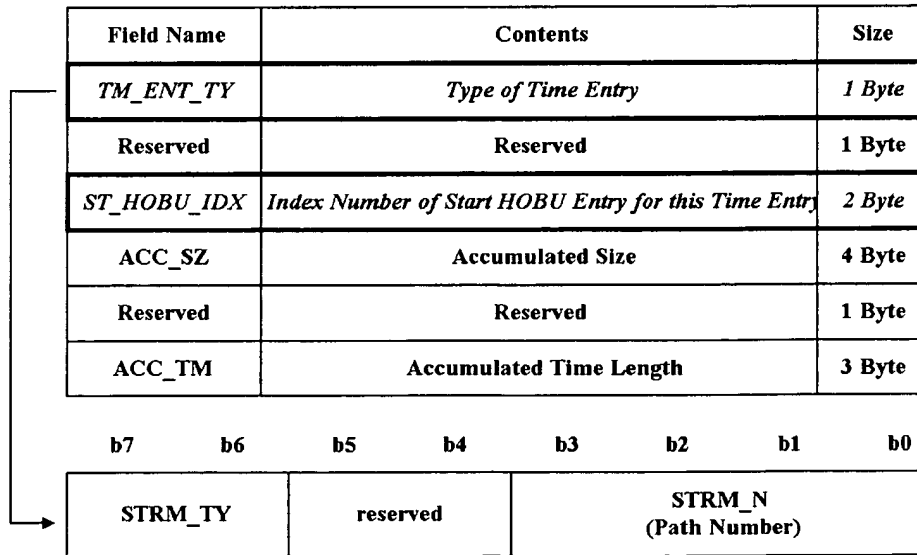 Field Name Contents Size
TM_ENT_TY Type of Time Entry 1 Byte
Reserved Reserved 1 Byte
ST_HOBU_IDX Index Number of Start HOBU Entry for this Time Entry 2 Byte
ACC_SZ Accumulated Size 4 Byte
Reserved Reserved 1 Byte
ACC_TM Accumulated Time Length 3 Byte
b7 b6 b5 b4 b3 b2 b1 b0
STRM_TY reserved STRM_N
(Path Number)